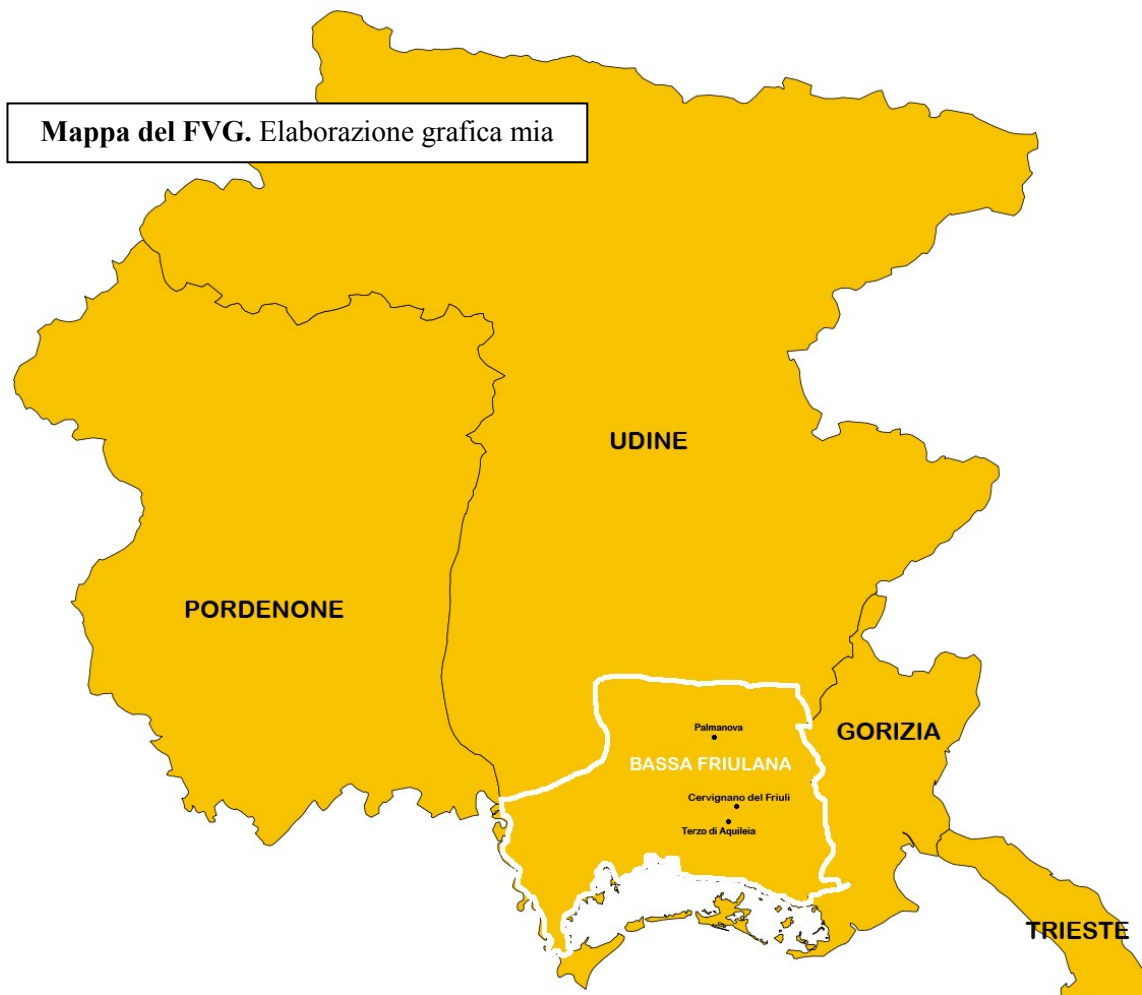 Mappa del FVG. Elaborazione grafica mia
UDINE
PORDENONE
Palmanova
GORIZIA
BASSA FRIULANA
Cervignano del Friuli
Terzo di Aquileia
TRIESTE